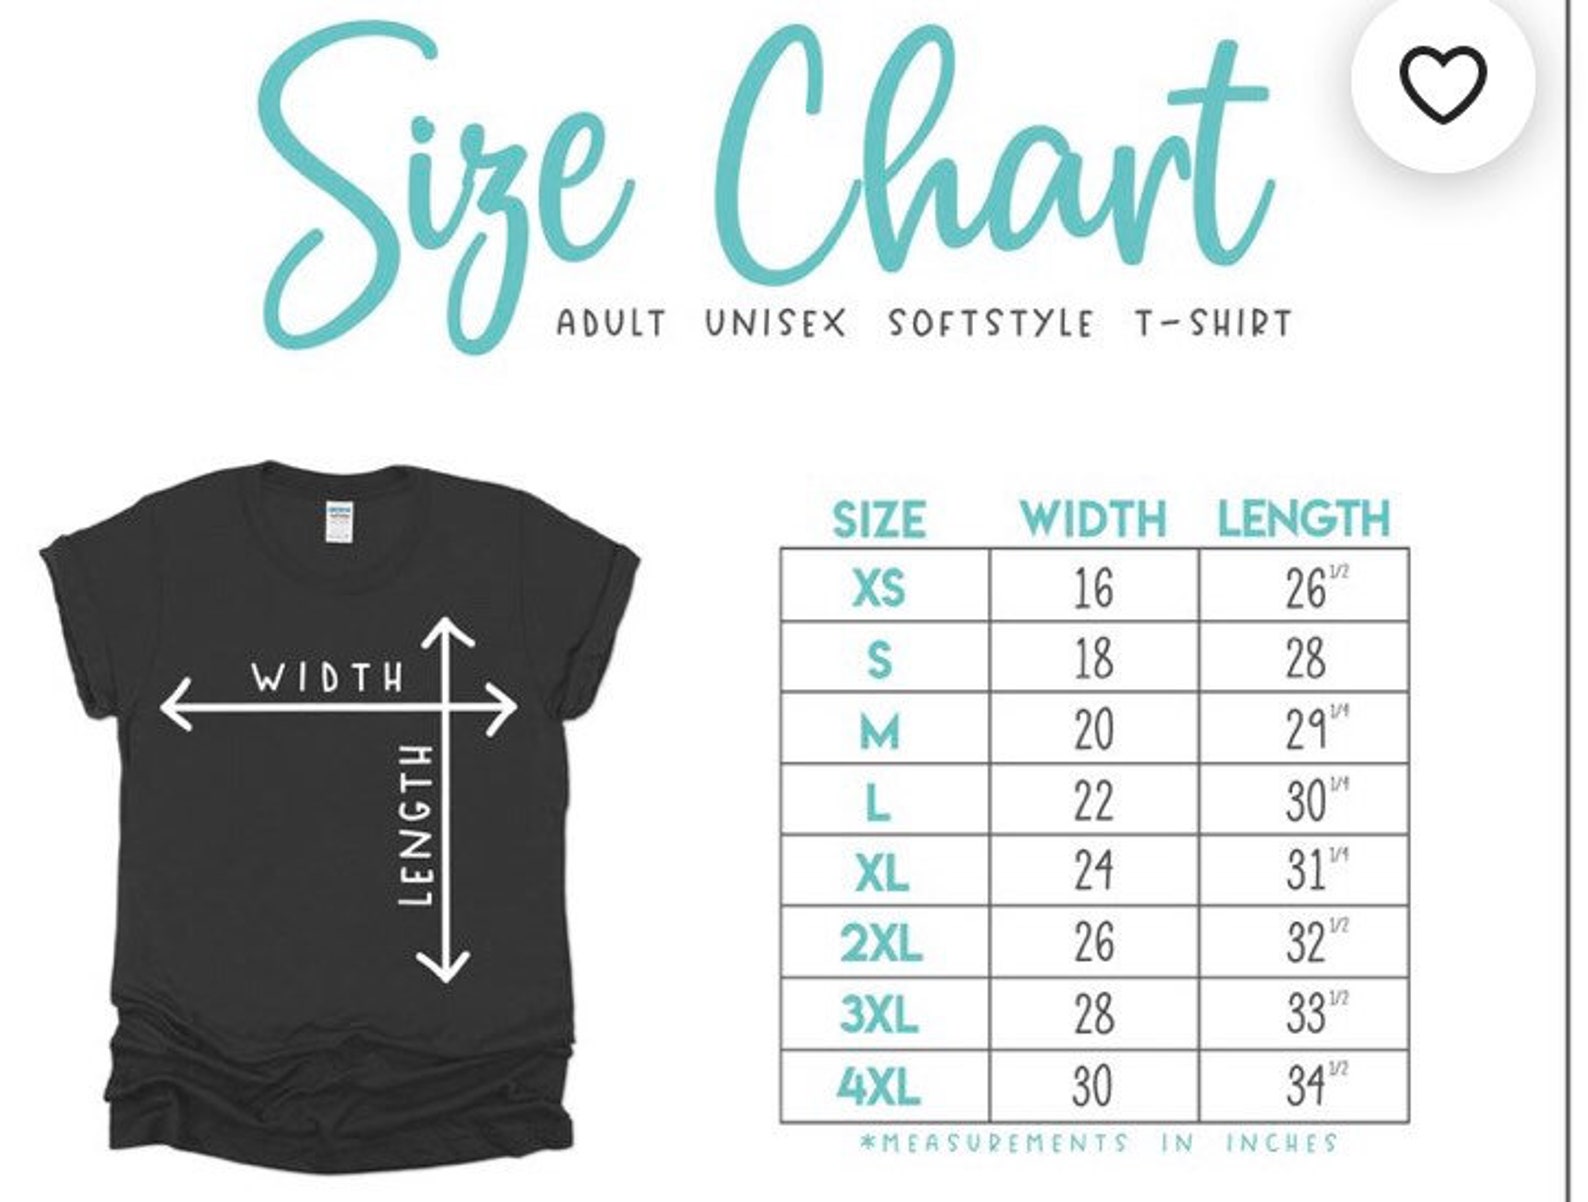 Size Chart
ADULT UNISEX SOFTSTYLE T-SHIRT
WIDTH
LENGTH
SIZE WIDTH LENGTH
XS 16 26 1/2
S 18 28
M 20 29 1/4
L 22 30 1/4
XL 24 31 1/4
2XL 26 32 1/2
3XL 28 33 1/2
4XL 30 34 1/2
*MEASUREMENTS IN INCHES